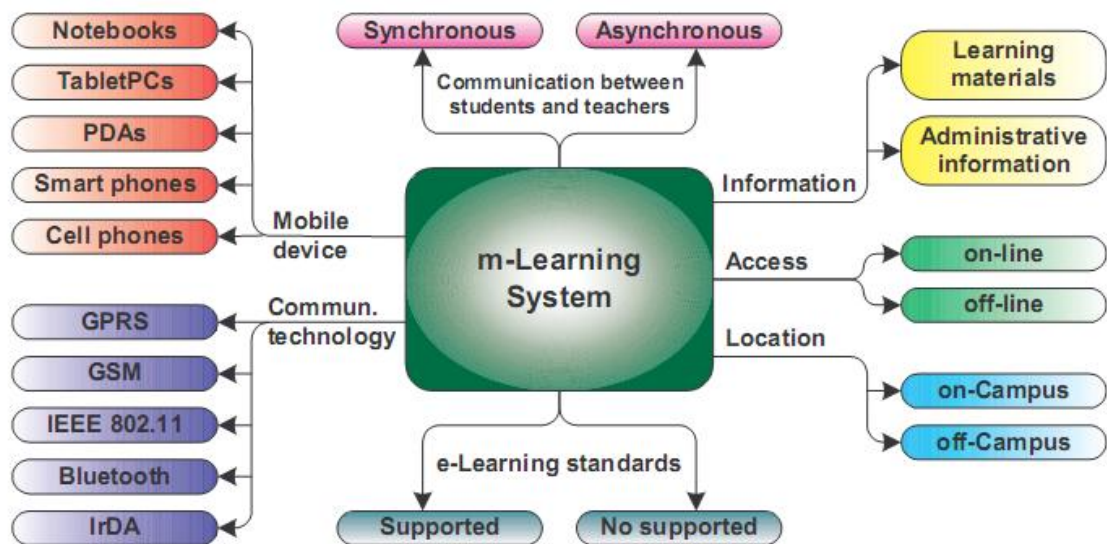 Notebooks
TabletPCs
PDAs
Smart phones
Cell phones
Mobile
device
Synchronous
Asynchronous
Communication between
students and teachers
Learning
materials
Administrative
information
Information
m-Learning
System
Access
on-line
off-line
Location
on-Campus
off-Campus
Commun.
technology
GPRS
GSM
IEEE 802.11
Bluetooth
IrDA
e-Learning standards
Supported
No supported